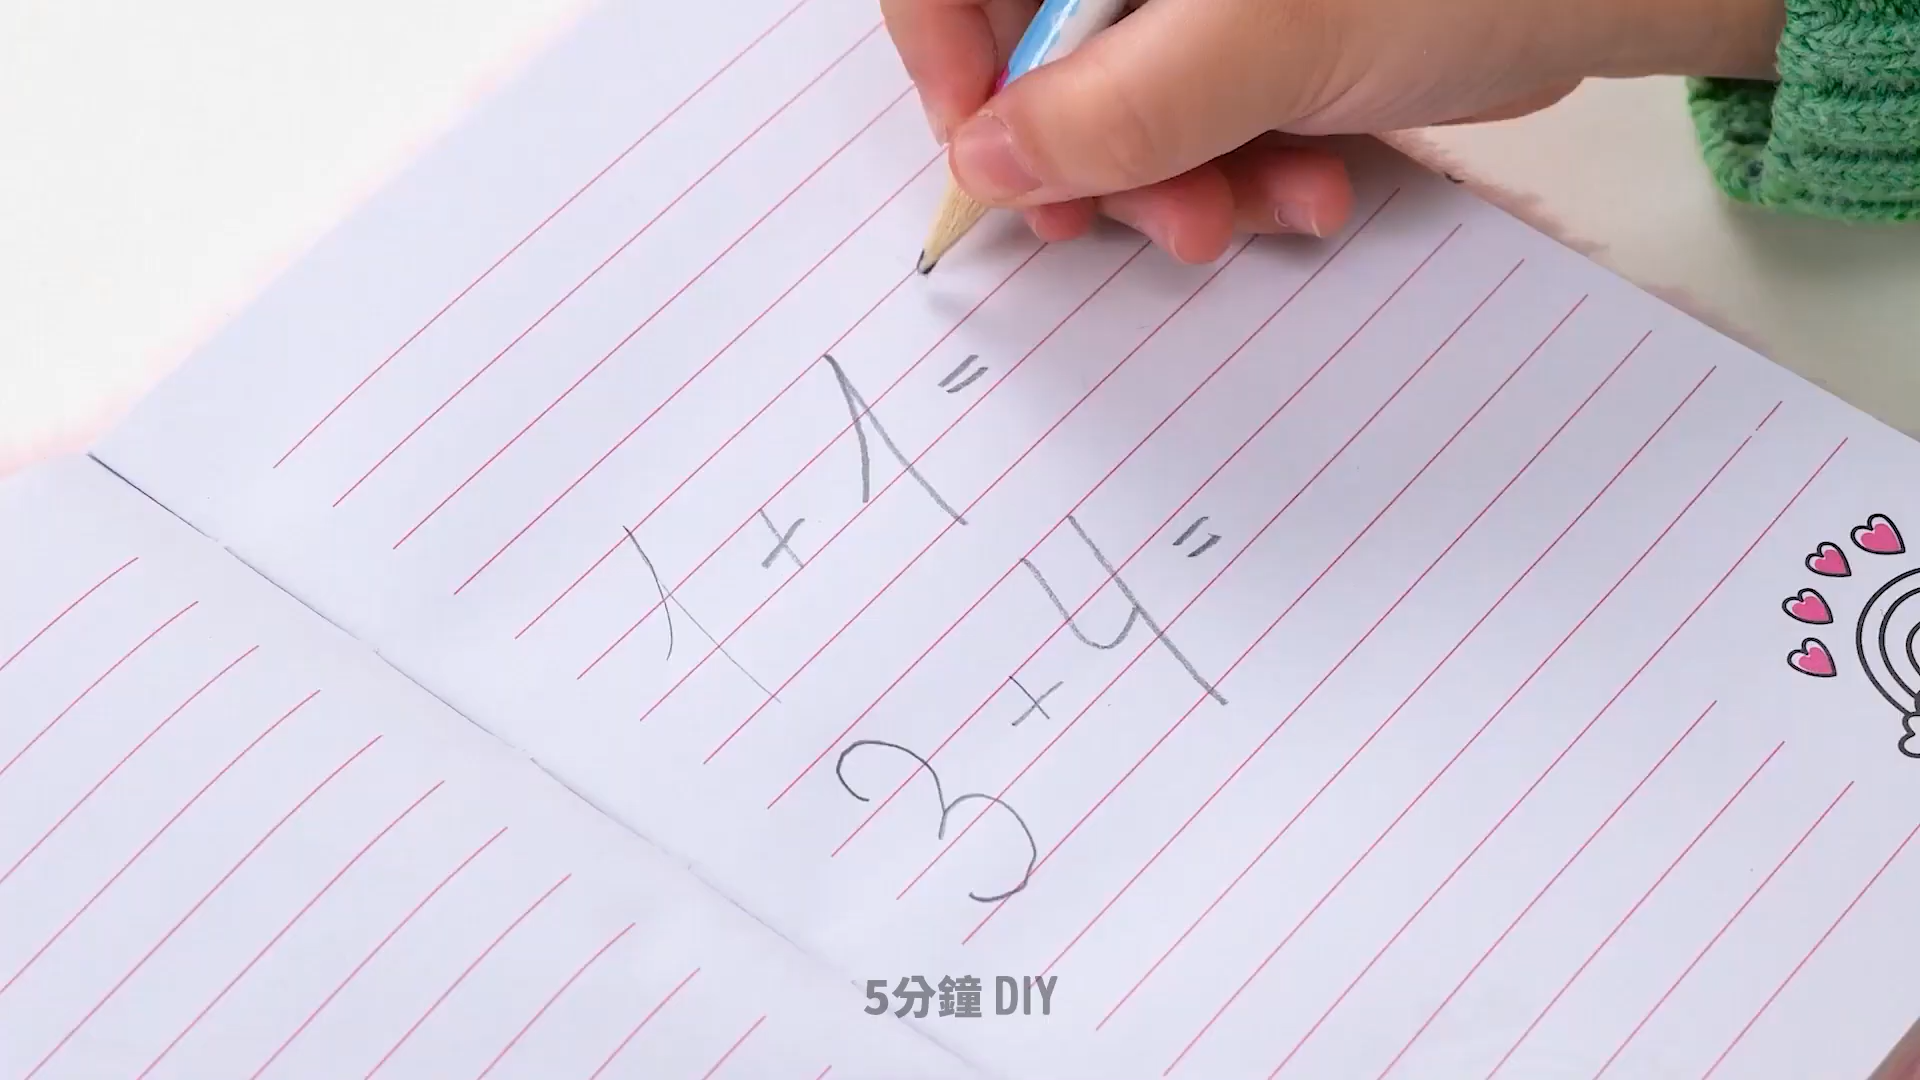 1 + 1 =
3 + 4 =
5分鐘 DIY